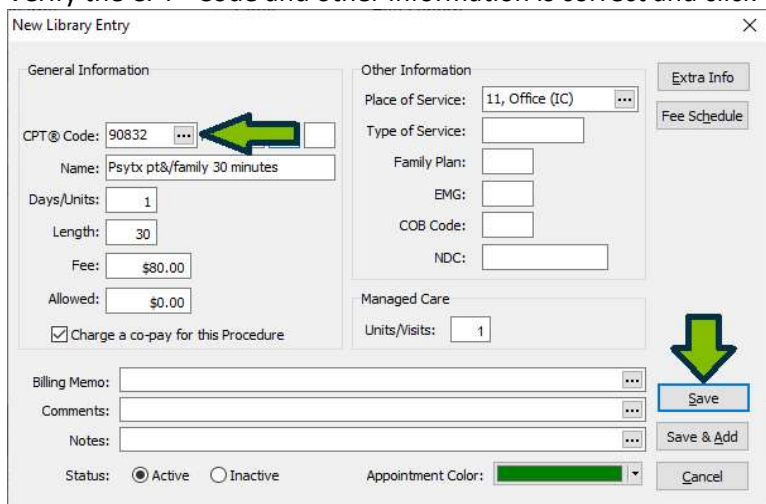 New Library Entry
General Information
CPT® Code: 90832 ...
Name: Psytx pt&/family 30 minutes
Days/Units: 1
Length: 30
Fee: $80.00
Allowed: $0.00
Charge a co-pay for this Procedure
Other Information
Place of Service: 11, Office (IC) ...
Type of Service:
Family Plan:
EMG:
COB Code:
NDC:
Managed Care
Units/Visits: 1
Extra Info
Fee Schedule
Billing Memo: ...
Comments: ...
Notes: ...
Status: Active Inactive
Appointment Color:
Save
Save & Add
Cancel